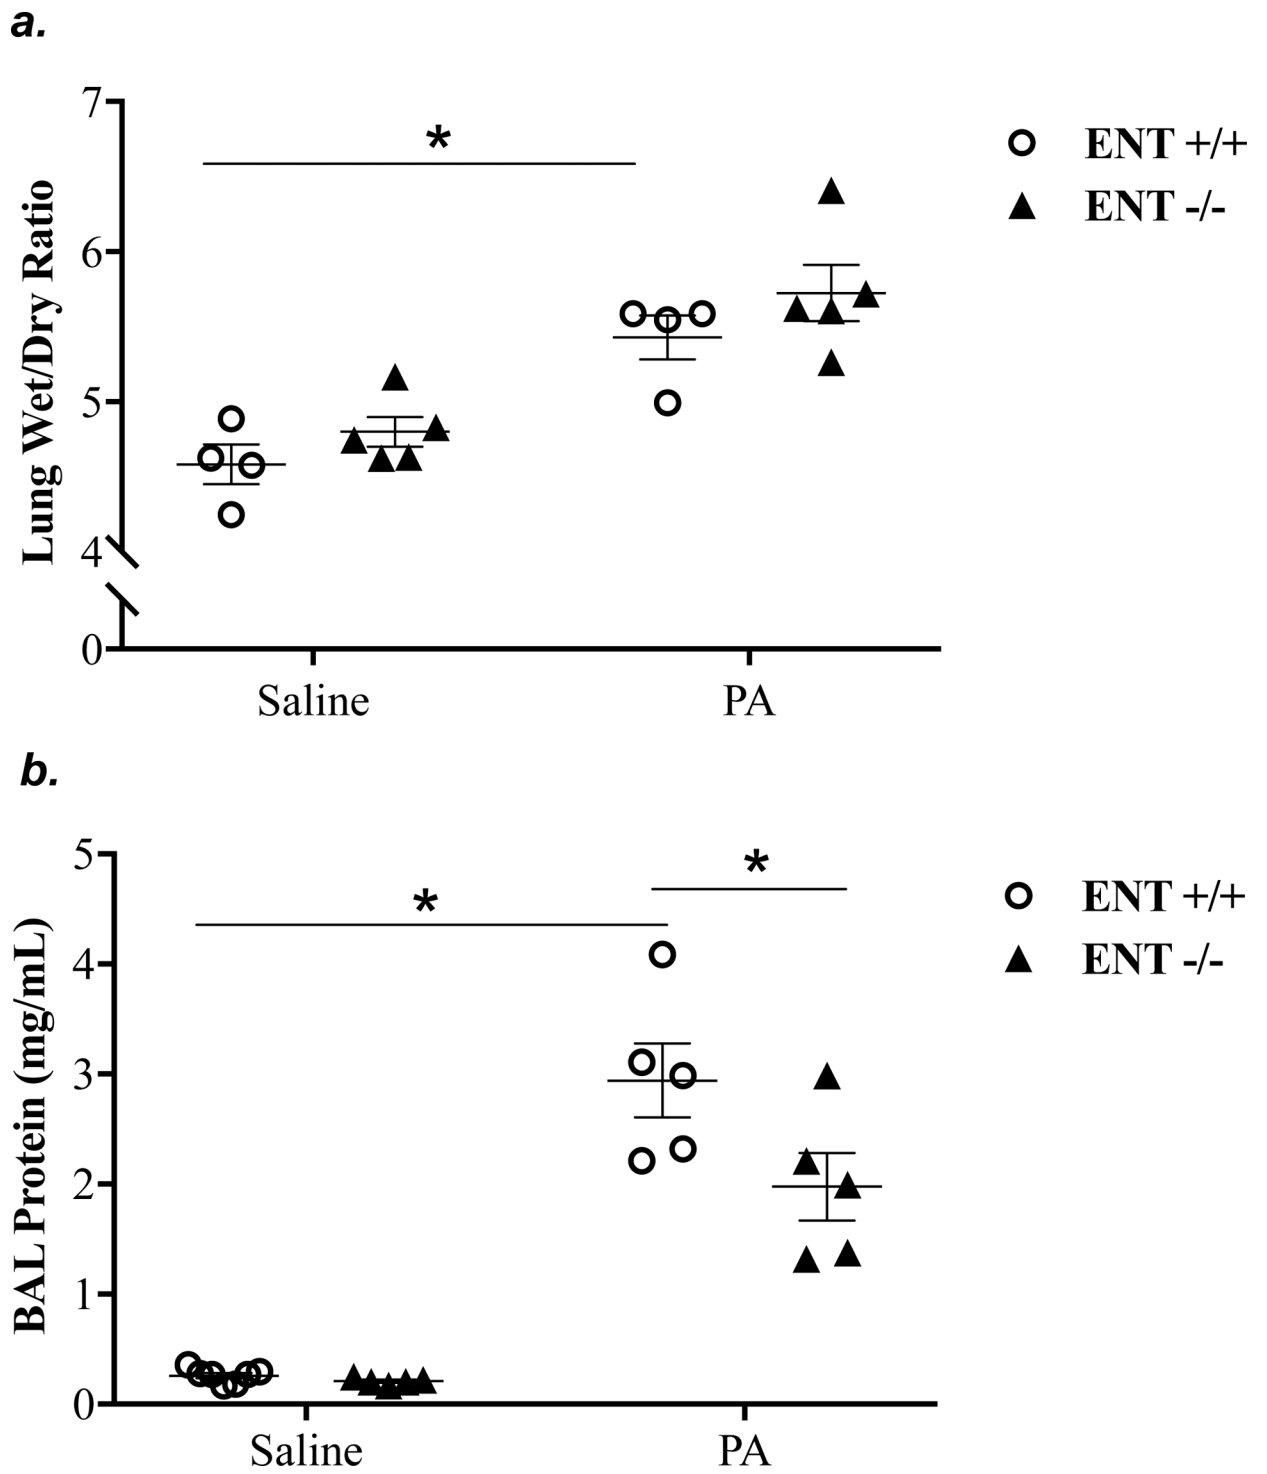 a.
7
6
5
4
0
Lung Wet/Dry Ratio
*
ENT +/+
ENT -/-
Saline PA
b.
5
4
3
2
1
0
BAL Protein (mg/mL)
*
*
ENT +/+
ENT -/-
Saline PA